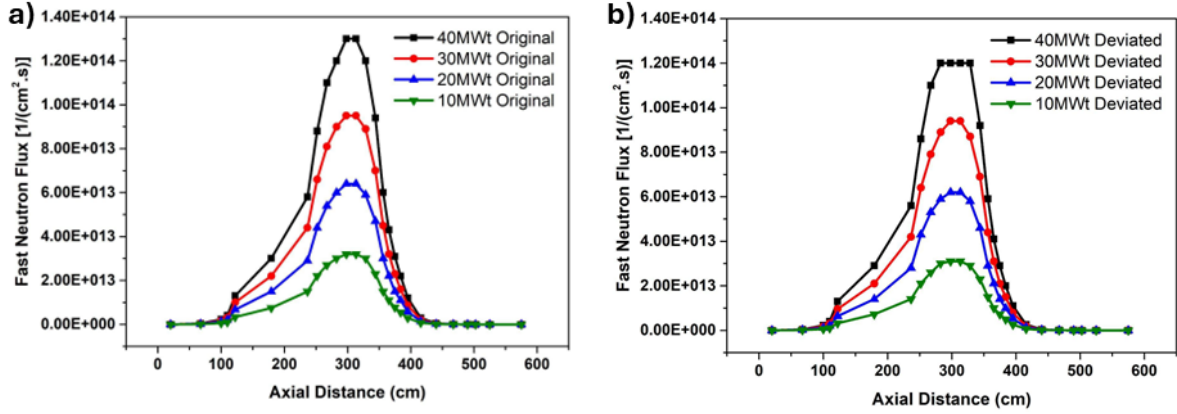 a)
Fast Neutron Flux [1/(cm².s)]
1.40E+014
1.20E+014
1.00E+014
8.00E+013
6.00E+013
4.00E+013
2.00E+013
0.00E+000
40MWt Original
30MWt Original
20MWt Original
10MWt Original
0 100 200 300 400 500 600
Axial Distance (cm)
b)
Fast Neutron Flux [1/(cm².s)]
1.40E+014
1.20E+014
1.00E+014
8.00E+013
6.00E+013
4.00E+013
2.00E+013
0.00E+000
40MWt Deviated
30MWt Deviated
20MWt Deviated
10MWt Deviated
0 100 200 300 400 500 600
Axial Distance (cm)